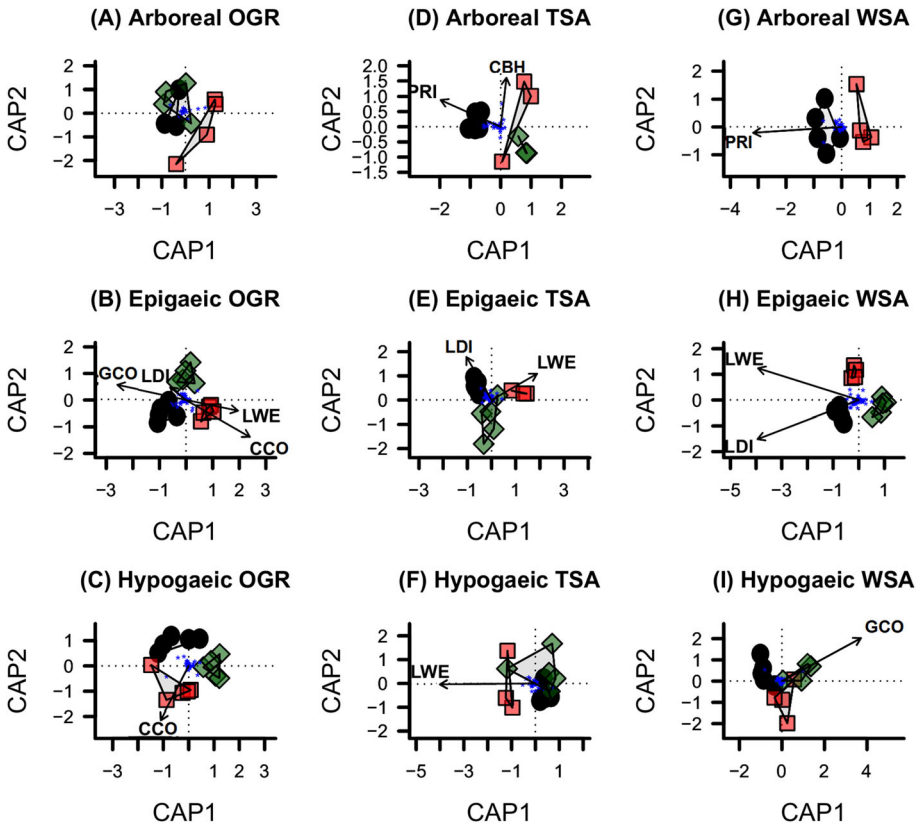 (A) Arboreal OGR
2
1
0
−1
−2
CAP2
−3
−1
0
1
3
CAP1
(D) Arboreal TSA
2.0
1.5
1.0
0.5
0.0
−0.5
−1.5
CAP2
PRI
CBH
−2
0
1
2
CAP1
(G) Arboreal WSA
2
1
0
−1
CAP2
PRI
−4
−2
0
1
2
CAP1
(B) Epigaeic OGR
2
1
0
−1
−2
CAP2
GCO
LDI
LWE
CCO
−3
−1
0
1
2
3
CAP1
(E) Epigaeic TSA
2
1
0
−1
−2
CAP2
LDI
LWE
−3
−1
0
1
3
CAP1
(H) Epigaeic WSA
2
1
0
−1
−2
CAP2
LWE
LDI
−5
−3
−1
1
CAP1
(C) Hypogaeic OGR
1
0
−1
−2
CAP2
CCO
−3
−1
1
3
CAP1
(F) Hypogaeic TSA
2
1
0
−1
−2
CAP2
LWE
−5
−3
−1
1
CAP1
(I) Hypogaeic WSA
2
1
0
−1
−2
CAP2
GCO
−2
0
2
4
CAP1